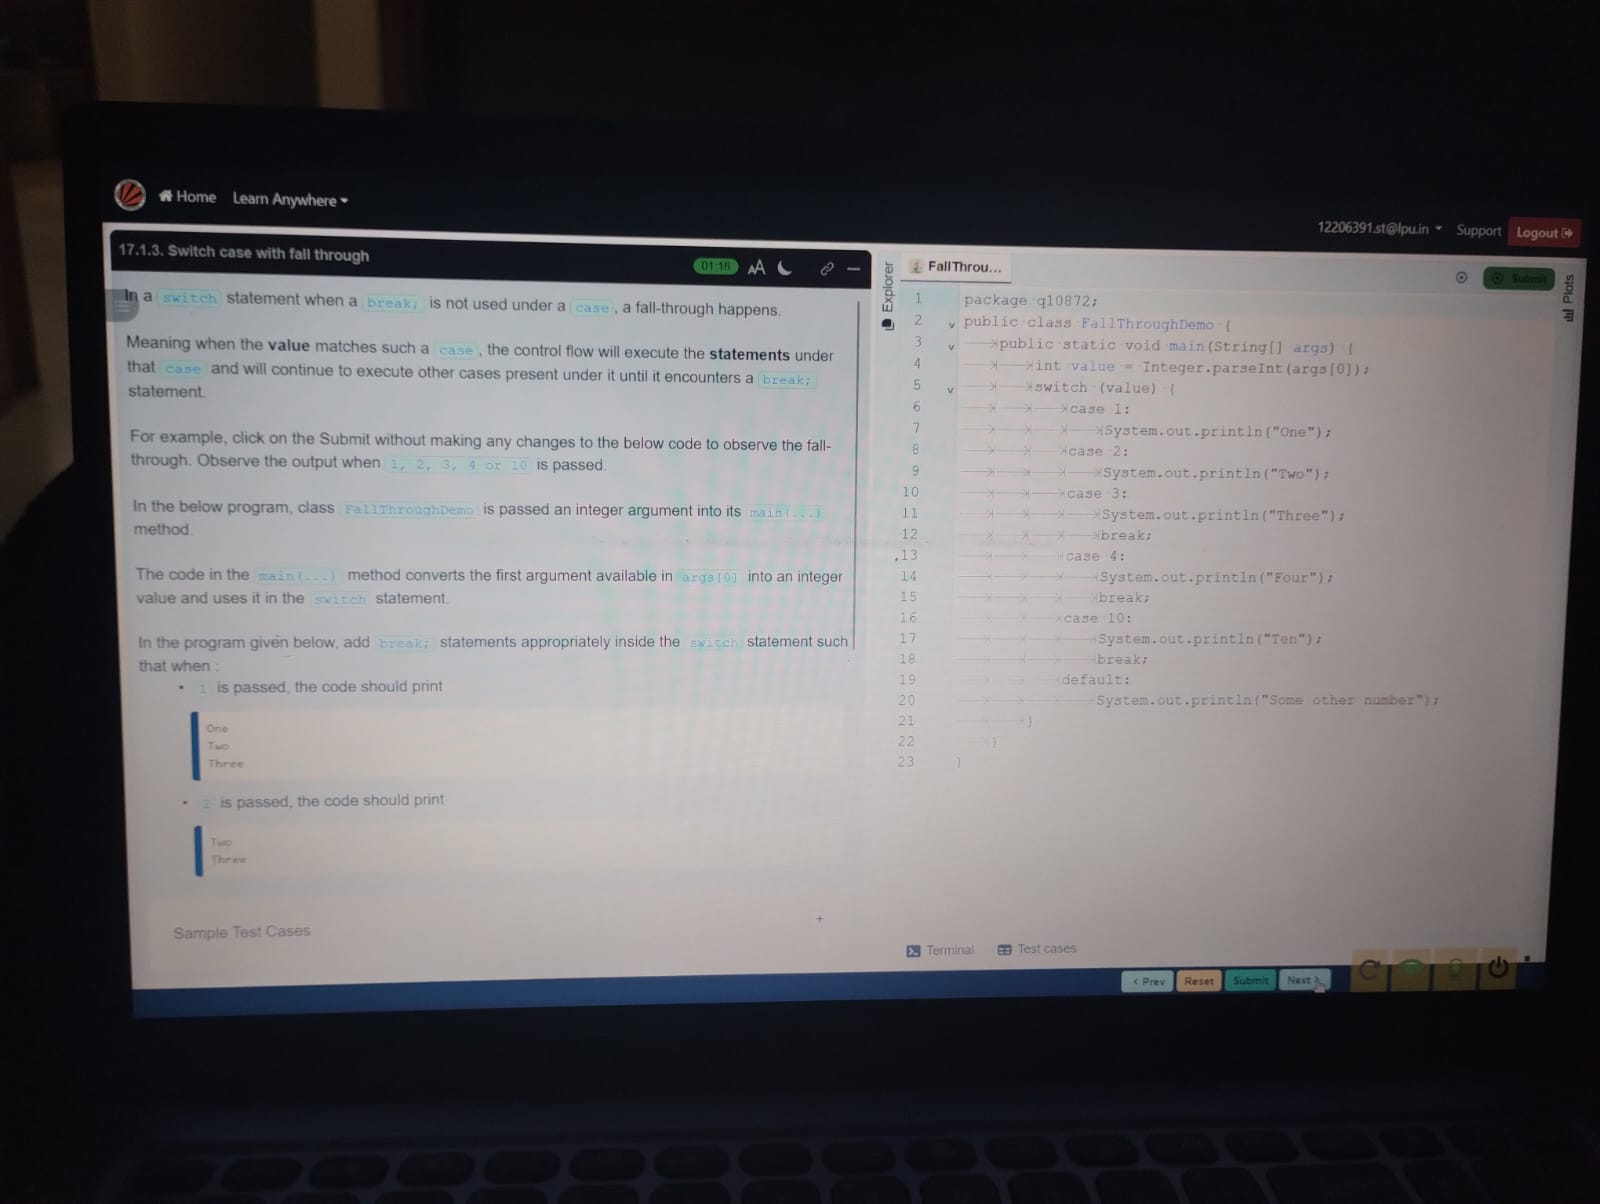 Home Learn Anywhere
12206391.st@lpu.in Support Logout
17.1.3. Switch case with fall through
01:16 AA
In a switch statement when a break; is not used under a case, a fall-through happens.
Meaning when the value matches such a case, the control flow will execute the statements under
that case and will continue to execute other cases present under it until it encounters a break;
statement.
For example, click on the Submit without making any changes to the below code to observe the fall-
through. Observe the output when 1, 2, 3, 4 or 10 is passed.
In the below program, class FallThroughDemo is passed an integer argument into its main(...)
method.
The code in the main(...) method converts the first argument available in args[0] into an integer
value and uses it in the switch statement.
In the program given below, add break; statements appropriately inside the switch statement such
that when :
• 1 is passed, the code should print
One
Two
Three
• 2 is passed, the code should print
Two
Three
Sample Test Cases
+
Explorer
FallThrou...
Submit
Plots
1 package q10872;
2 public class FallThroughDemo {
3 public static void main(String[] args) {
4 int value = Integer.parseInt(args[0]);
5 switch (value) {
6 case 1:
7 System.out.println("One");
8 case 2:
9 System.out.println("Two");
10 case 3:
11 System.out.println("Three");
12 break;
13 case 4:
14 System.out.println("Four");
15 break;
16 case 10:
17 System.out.println("Ten");
18 break;
19 default:
20 System.out.println("Some other number");
21 }
22 }
23 }
Terminal Test cases
< Prev Reset Submit Next >